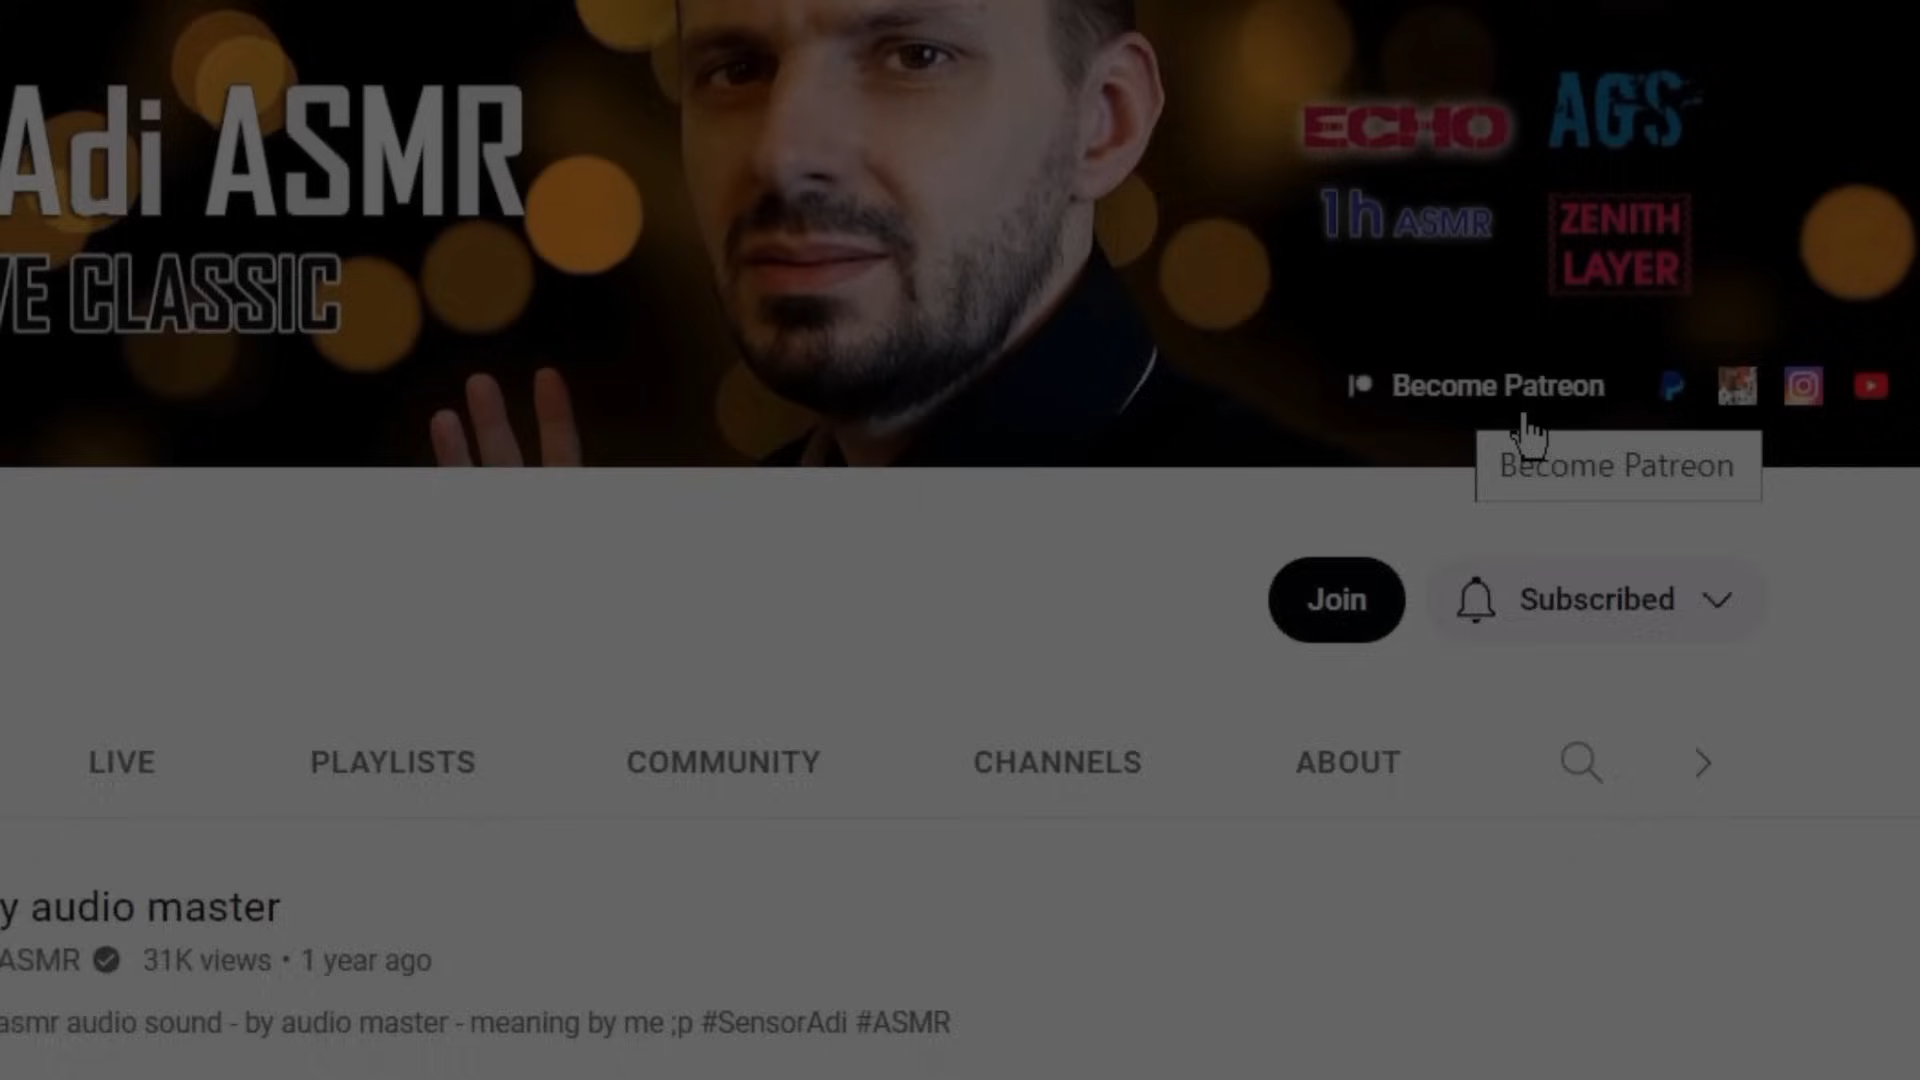 Adi ASMR
VE CLASSIC
ECHO
AGS
1h ASMR
ZENITH
LAYER
Become Patreon
Become Patreon
Join
Subscribed
LIVE
PLAYLISTS
COMMUNITY
CHANNELS
ABOUT
y audio master
ASMR
31K views • 1 year ago
asmr audio sound - by audio master - meaning by me ;p #SensorAdi #ASMR